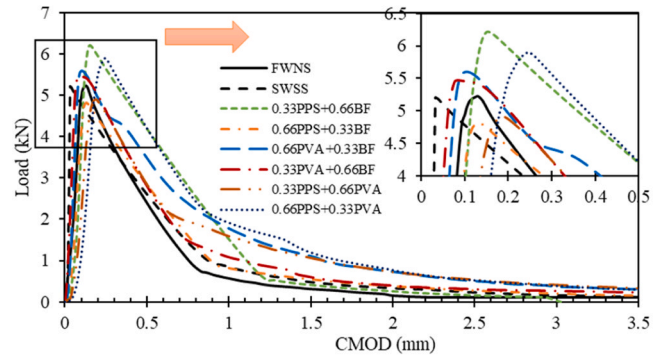 7
6
5
4
3
2
1
0
Load (kN)
0 0.5 1 1.5 2 2.5 3 3.5
CMOD (mm)
FWNS
SWSS
0.33PPS+0.66BF
0.66PPS+0.33BF
0.66PVA+0.33BF
0.33PVA+0.66BF
0.33PPS+0.66PVA
0.66PPS+0.33PVA
6.5
6
5.5
5
4.5
4
0 0.1 0.2 0.3 0.4 0.5